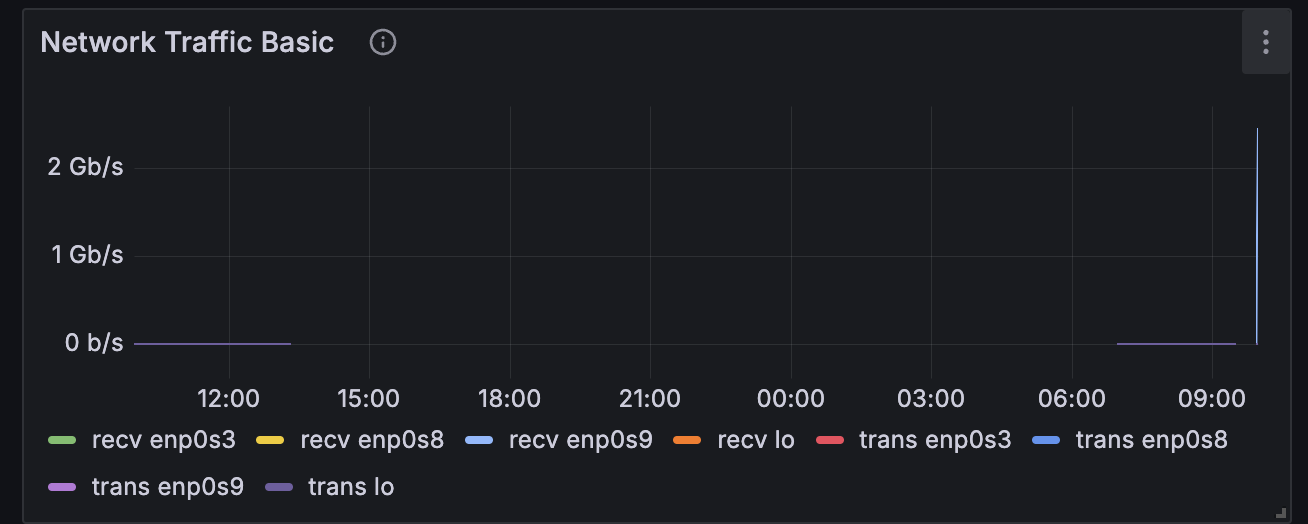 Network Traffic Basic
2 Gb/s
1 Gb/s
0 b/s
12:00 15:00 18:00 21:00 00:00 03:00 06:00 09:00
recv enp0s3 recv enp0s8 recv enp0s9 recv lo trans enp0s3 trans enp0s8
trans enp0s9 trans lo